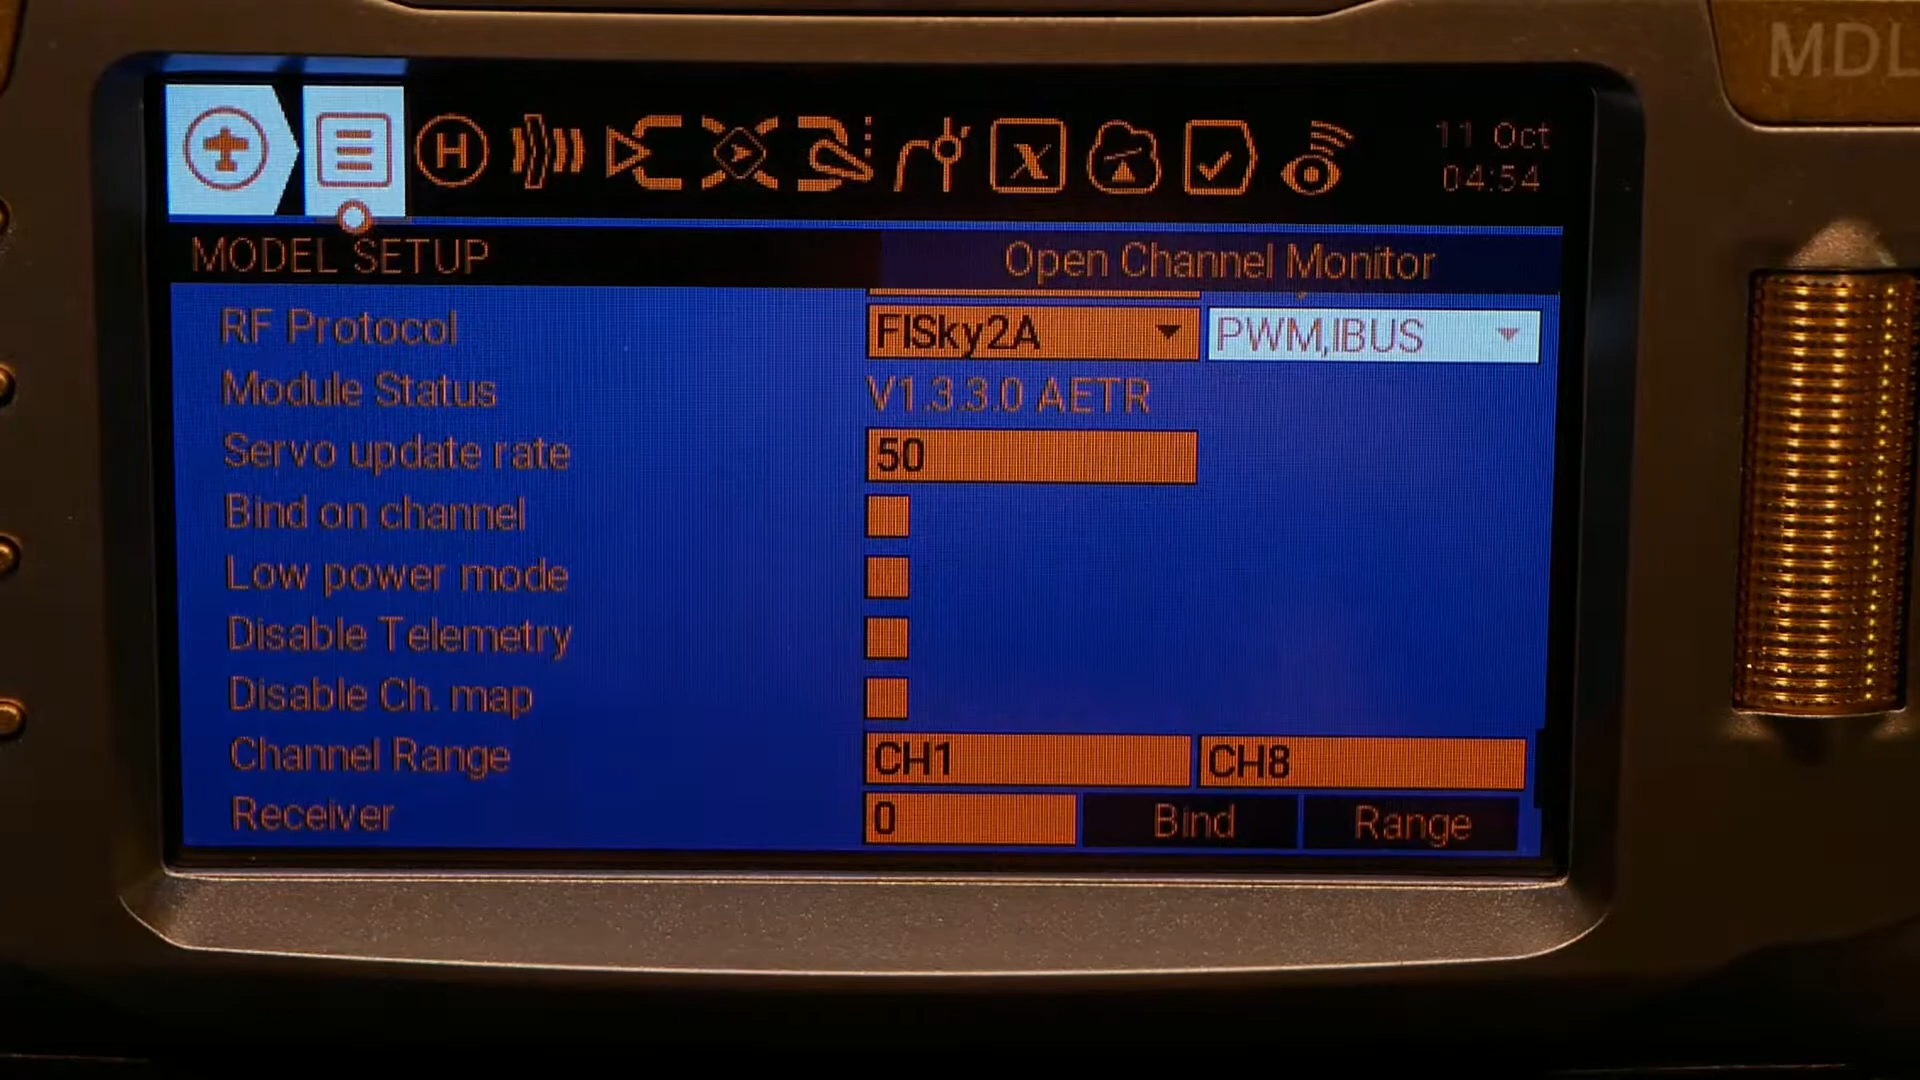 MDL
11 Oct
04:54
MODEL SETUP
Open Channel Monitor
RF Protocol FlSky2A PWM,IBUS
Module Status V1.3.3.0 AETR
Servo update rate 50
Bind on channel
Low power mode
Disable Telemetry
Disable Ch. map
Channel Range CH1 CH8
Receiver 0 Bind Range